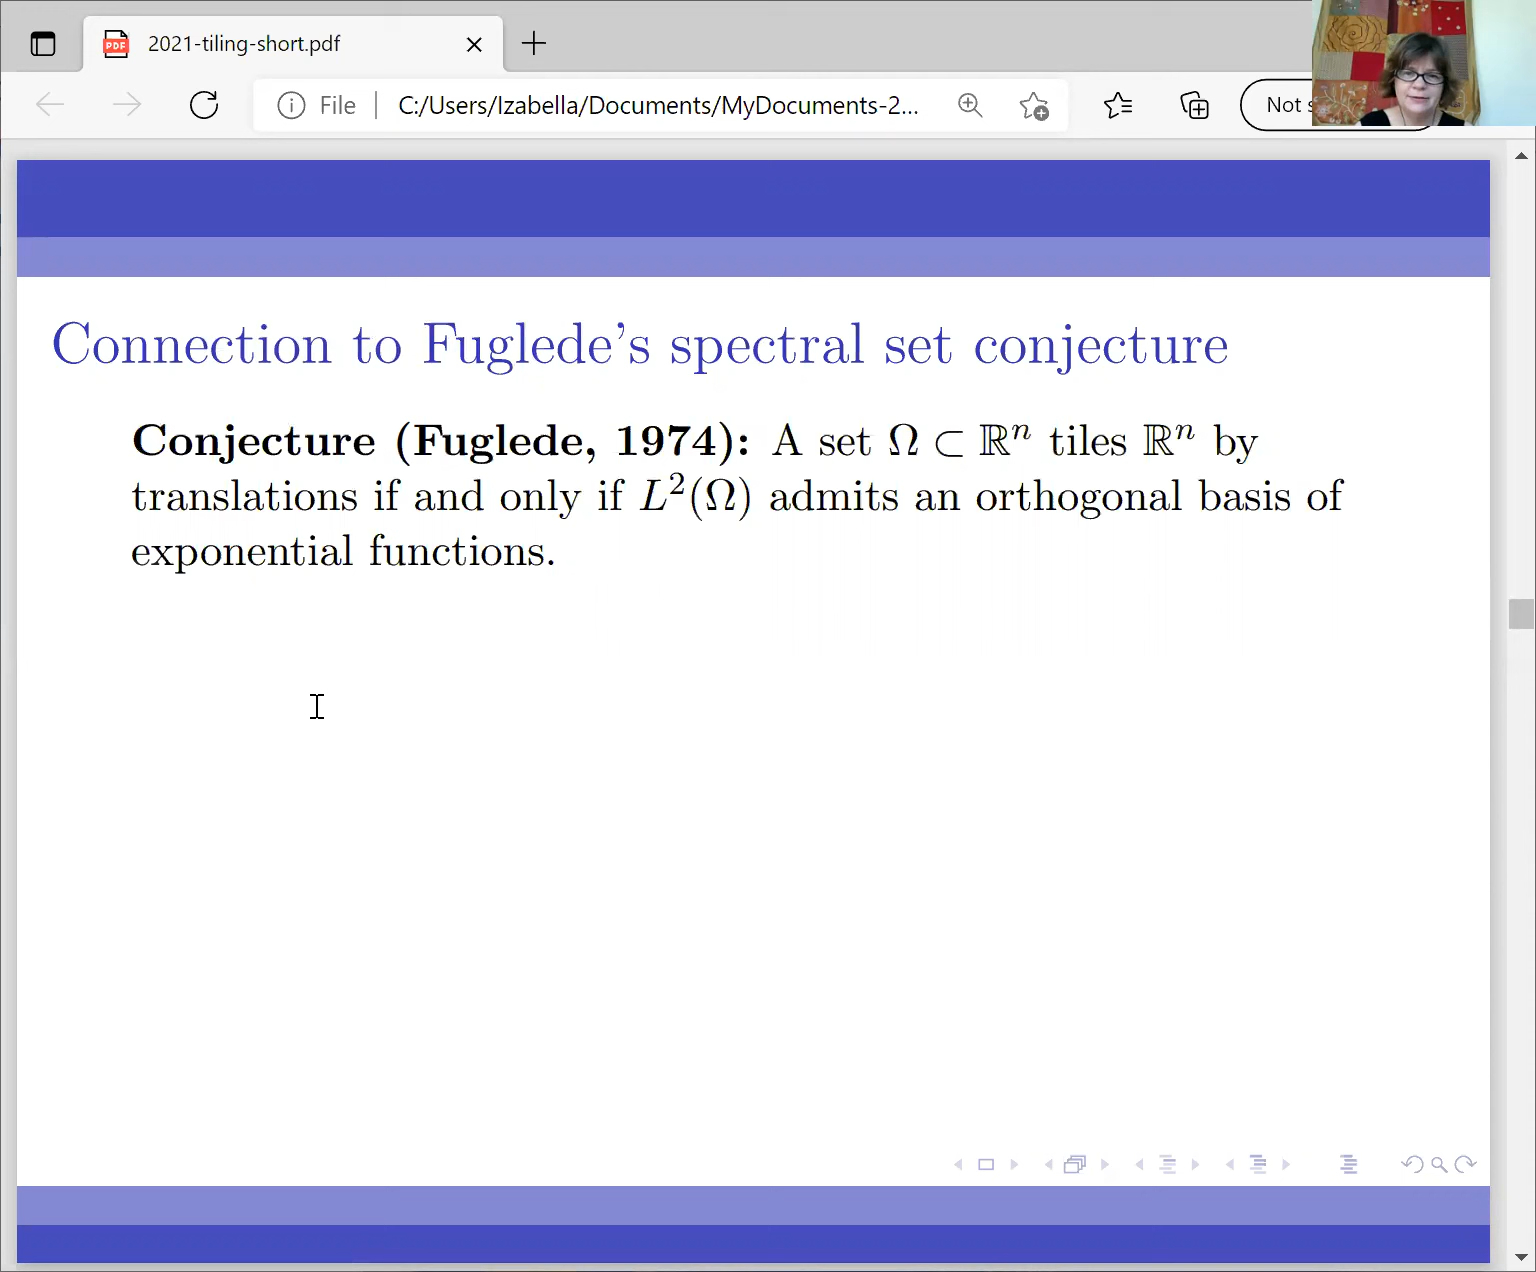 2021-tiling-short.pdf
File
C:/Users/Izabella/Documents/MyDocuments-2...
Not
Connection to Fuglede's spectral set conjecture
Conjecture (Fuglede, 1974): A set Ω ⊂ ℝⁿ tiles ℝⁿ by
translations if and only if L²(Ω) admits an orthogonal basis of
exponential functions.